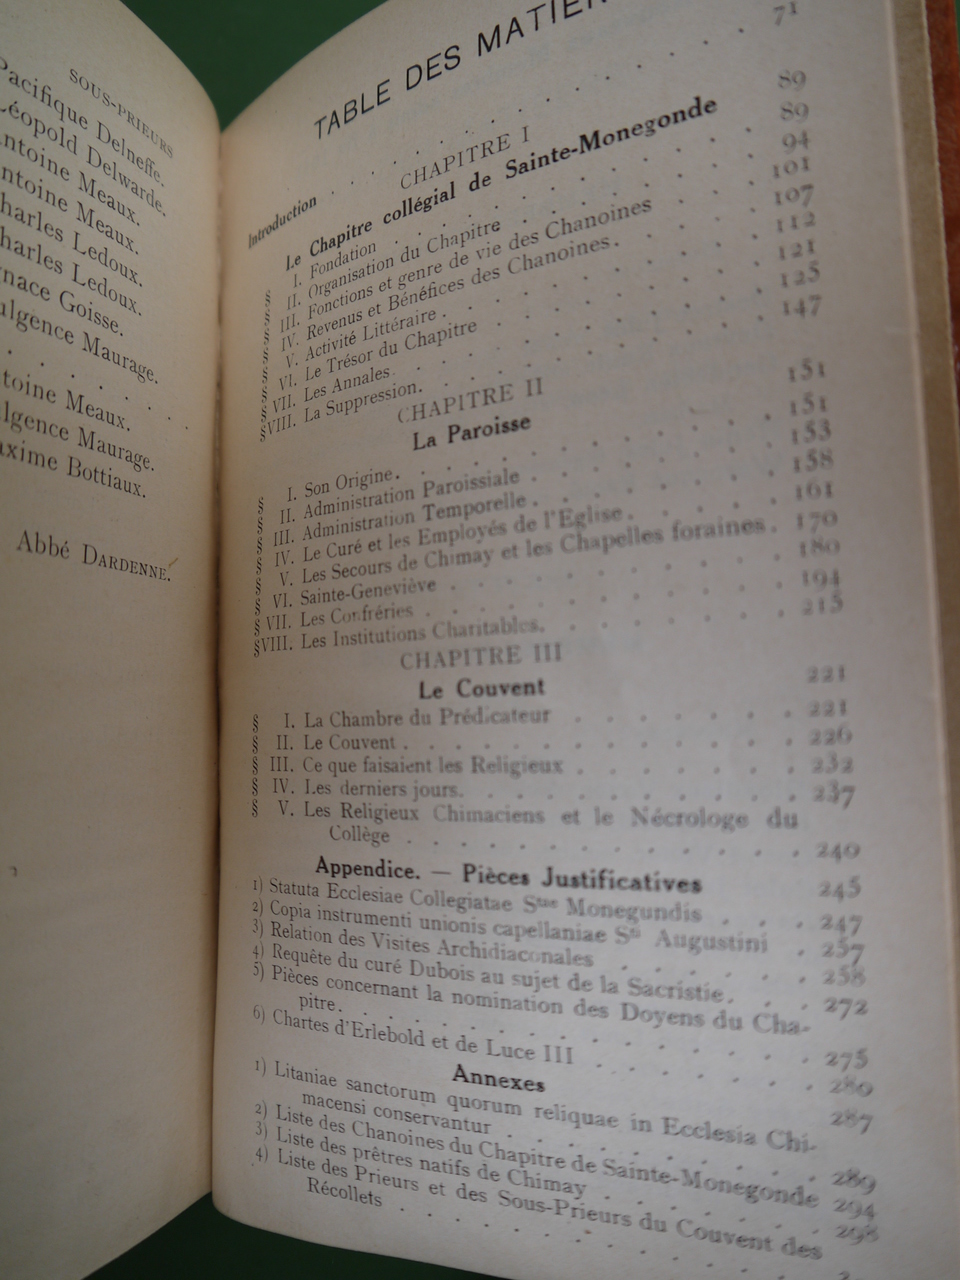 SOUS-PRIEURS
Pacifique Delneffe.
Léopold Delwarde.
Antoine Meaux.
Antoine Meaux.
Charles Ledoux.
Charles Ledoux.
Ignace Goisse.
ulgence Maurage.
toine Meaux.
lgence Maurage.
axime Bottiaux.
Abbé DARDENNE.
TABLE DES MATIÈR
Introduction . . . . . . . . . . 71
CHAPITRE I
Le Chapitre collégial de Sainte-Monegonde 89
§ I. Fondation . . . . . . . . 89
§ II. Organisation du Chapitre . . . . 94
§ III. Fonctions et genre de vie des Chanoines . 101
§ IV. Revenus et Bénéfices des Chanoines. . . 107
§ V. Activité Littéraire . . . . . . 112
§ VI. Le Trésor du Chapitre . . . . 121
§ VII. Les Annales . . . . . . . 125
§ VIII. La Suppression. . . . . . . 147
CHAPITRE II
La Paroisse 151
§ I. Son Origine. . . . . . . . 151
§ II. Administration Paroissiale . . . . 153
§ III. Administration Temporelle . . . . 158
§ IV. Le Curé et les Employés de l'Eglise. . . 161
§ V. Les Secours de Chimay et les Chapelles foraines. 170
§ VI. Sainte-Geneviève . . . . . . 180
§ VII. Les Confréries . . . . . . 194
§ VIII. Les Institutions Charitables. . . . 215
CHAPITRE III
Le Couvent 221
§ I. La Chambre du Prédicateur . . . . 221
§ II. Le Couvent . . . . . . . . 226
§ III. Ce que faisaient les Religieux . . . . 232
§ IV. Les derniers jours. . . . . . . 237
§ V. Les Religieux Chimaciens et le Nécrologe du
Collège . . . . . . . . 240
Appendice. — Pièces Justificatives 245
1) Statuta Ecclesiae Collegiatae Stae Monegundis . . . 247
2) Copia instrumenti unionis capellaniae Sti Augustini . 257
3) Relation des Visites Archidiaconales . . . . 258
4) Requête du curé Dubois au sujet de la Sacristie. . . 272
5) Pièces concernant la nomination des Doyens du Cha-
pitre. . . . . . . . . . 275
6) Chartes d'Erlebold et de Luce III . . . . . 280
Annexes 287
1) Litaniae sanctorum quorum reliquae in Ecclesia Chi-
macensi conservantur . . . . . . . 289
2) Liste des Chanoines du Chapitre de Sainte-Monegonde 294
3) Liste des prêtres natifs de Chimay . . . . . 298
4) Liste des Prieurs et des Sous-Prieurs du Couvent des
Récollets . . . . . . . .